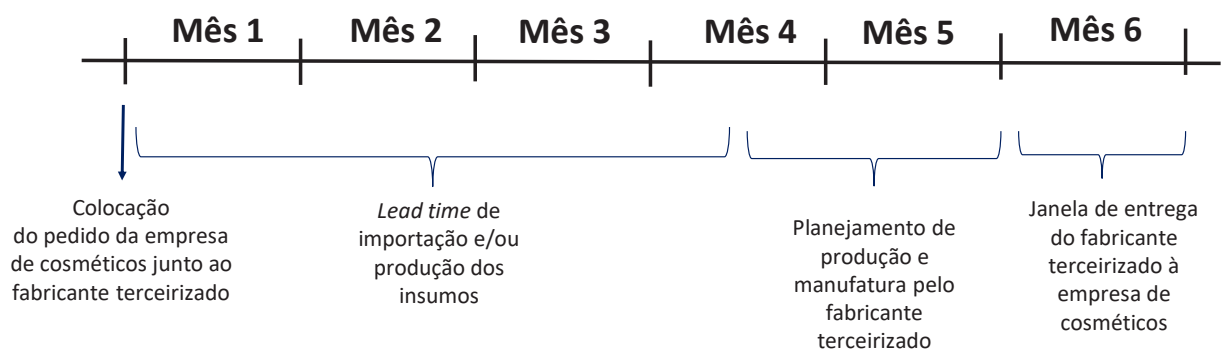 Mês 1
Mês 2
Mês 3
Mês 4
Mês 5
Mês 6
Colocação
do pedido da empresa
de cosméticos junto ao
fabricante terceirizado
Lead time de
importação e/ou
produção dos
insumos
Planejamento de
produção e
manufatura pelo
fabricante
terceirizado
Janela de entrega
do fabricante
terceirizado à
empresa de
cosméticos